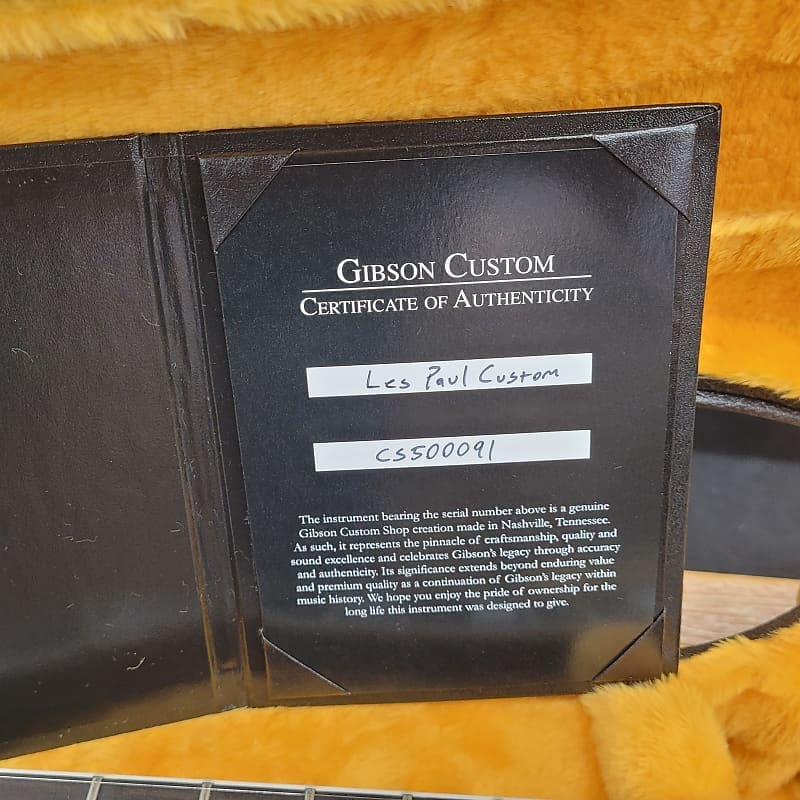 GIBSON CUSTOM
CERTIFICATE OF AUTHENTICITY
Les Paul Custom
CS500091
The instrument bearing the serial number above is a genuine
Gibson Custom Shop creation made in Nashville, Tennessee.
As such, it represents the pinnacle of craftsmanship, quality and
sound excellence and celebrates Gibson's legacy through accuracy
and authenticity. Its significance extends beyond enduring value
and premium quality as a continuation of Gibson's legacy within
music history. We hope you enjoy the pride of ownership for the
long life this instrument was designed to give.